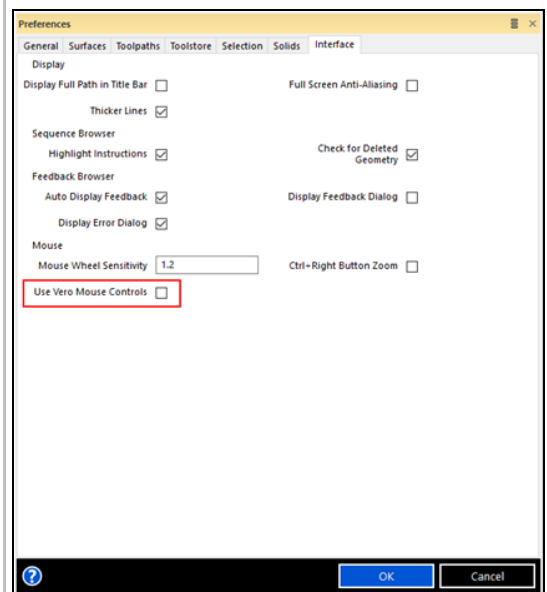 Preferences
General Surfaces Toolpaths Toolstore Selection Solids Interface
Display
Display Full Path in Title Bar Full Screen Anti-Aliasing
Thicker Lines
Sequence Browser
Highlight Instructions Check for Deleted
Geometry
Feedback Browser
Auto Display Feedback Display Feedback Dialog
Display Error Dialog
Mouse
Mouse Wheel Sensitivity 1.2 Ctrl+Right Button Zoom
Use Vero Mouse Controls
? OK Cancel